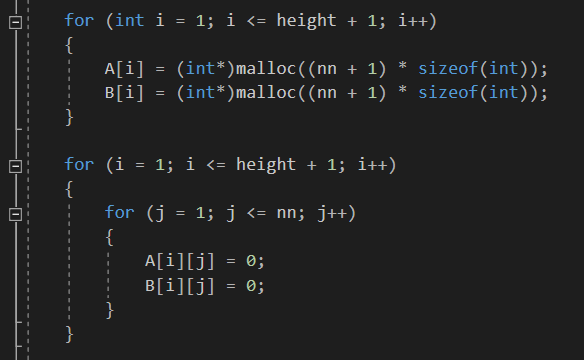 for (int i = 1; i <= height + 1; i++)
{
A[i] = (int*)malloc((nn + 1) * sizeof(int));
B[i] = (int*)malloc((nn + 1) * sizeof(int));
}
for (i = 1; i <= height + 1; i++)
{
for (j = 1; j <= nn; j++)
{
A[i][j] = 0;
B[i][j] = 0;
}
}